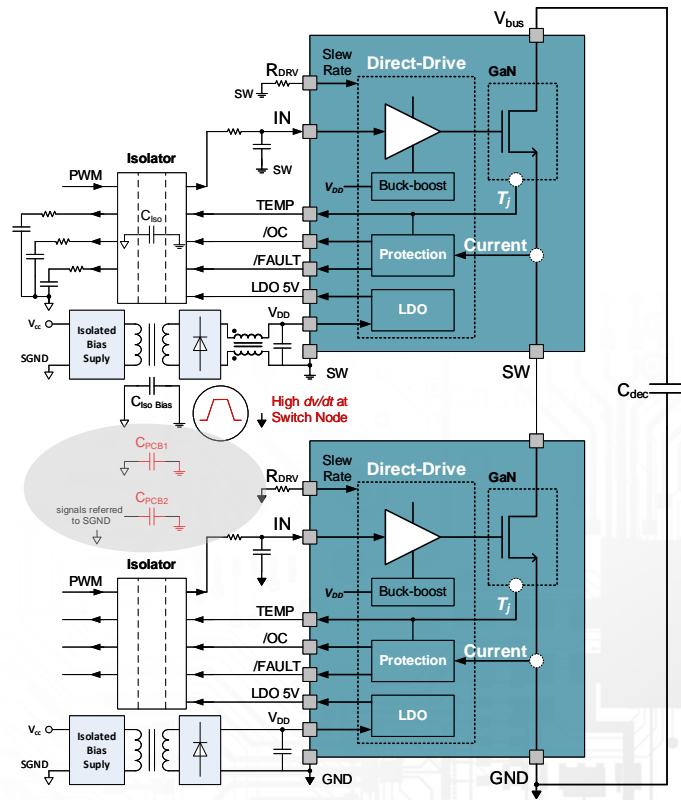 Vbus
Slew
Rate
Direct-Drive
GaN
RDRV
SW
IN
SW
PWM
Isolator
VDD
Buck-boost
Tj
TEMP
CIso
/OC
Protection
Current
/FAULT
LDO 5V
LDO
VDD
Vcc
Isolated
Bias
Suply
SGND
SW
SW
CIso Bias
High dv/dt at
Switch Node
Cdec
CPCB1
CPCB2
signals referred
to SGND
Slew
Rate
Direct-Drive
GaN
RDRV
IN
Isolator
PWM
VDD
Buck-boost
Tj
TEMP
/OC
Protection
Current
/FAULT
LDO 5V
LDO
VDD
Vcc
Isolated
Bias
Suply
SGND
GND
GND